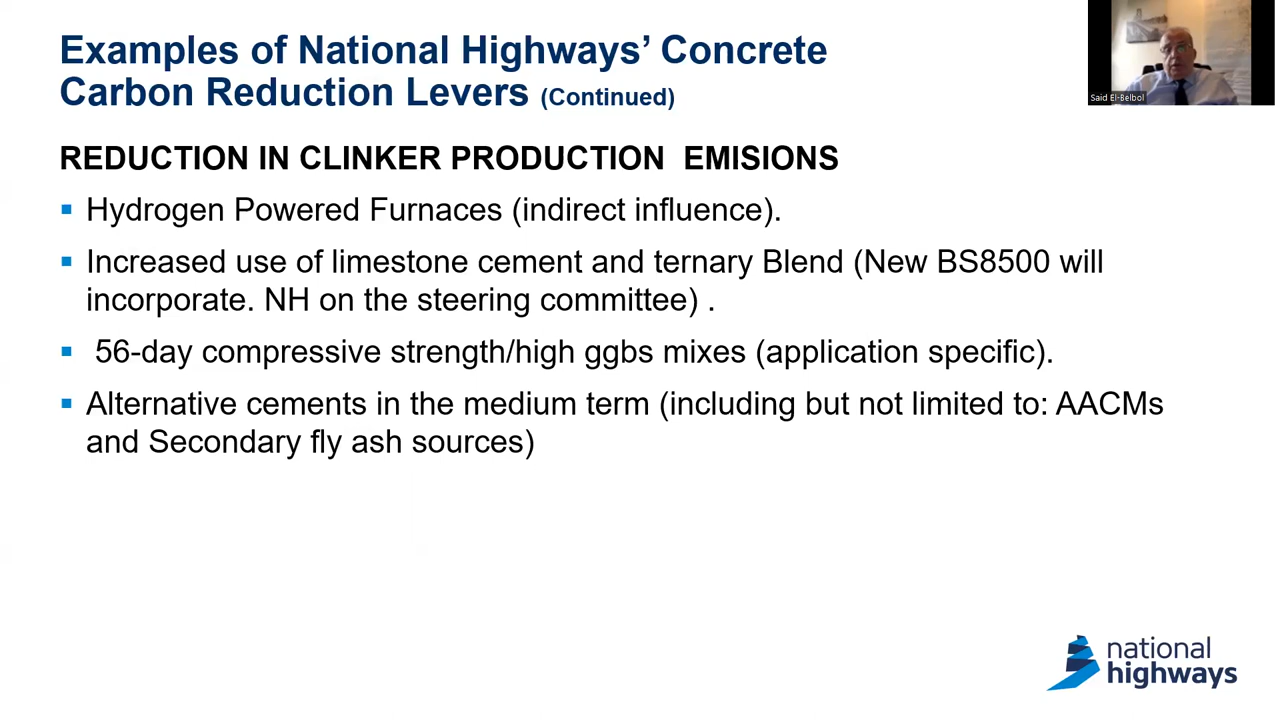 Examples of National Highways’ Concrete
Carbon Reduction Levers (Continued)
Said El-Belbol
REDUCTION IN CLINKER PRODUCTION EMISIONS
▪ Hydrogen Powered Furnaces (indirect influence).
▪ Increased use of limestone cement and ternary Blend (New BS8500 will
incorporate. NH on the steering committee) .
▪ 56-day compressive strength/high ggbs mixes (application specific).
▪ Alternative cements in the medium term (including but not limited to: AACMs
and Secondary fly ash sources)
national
highways